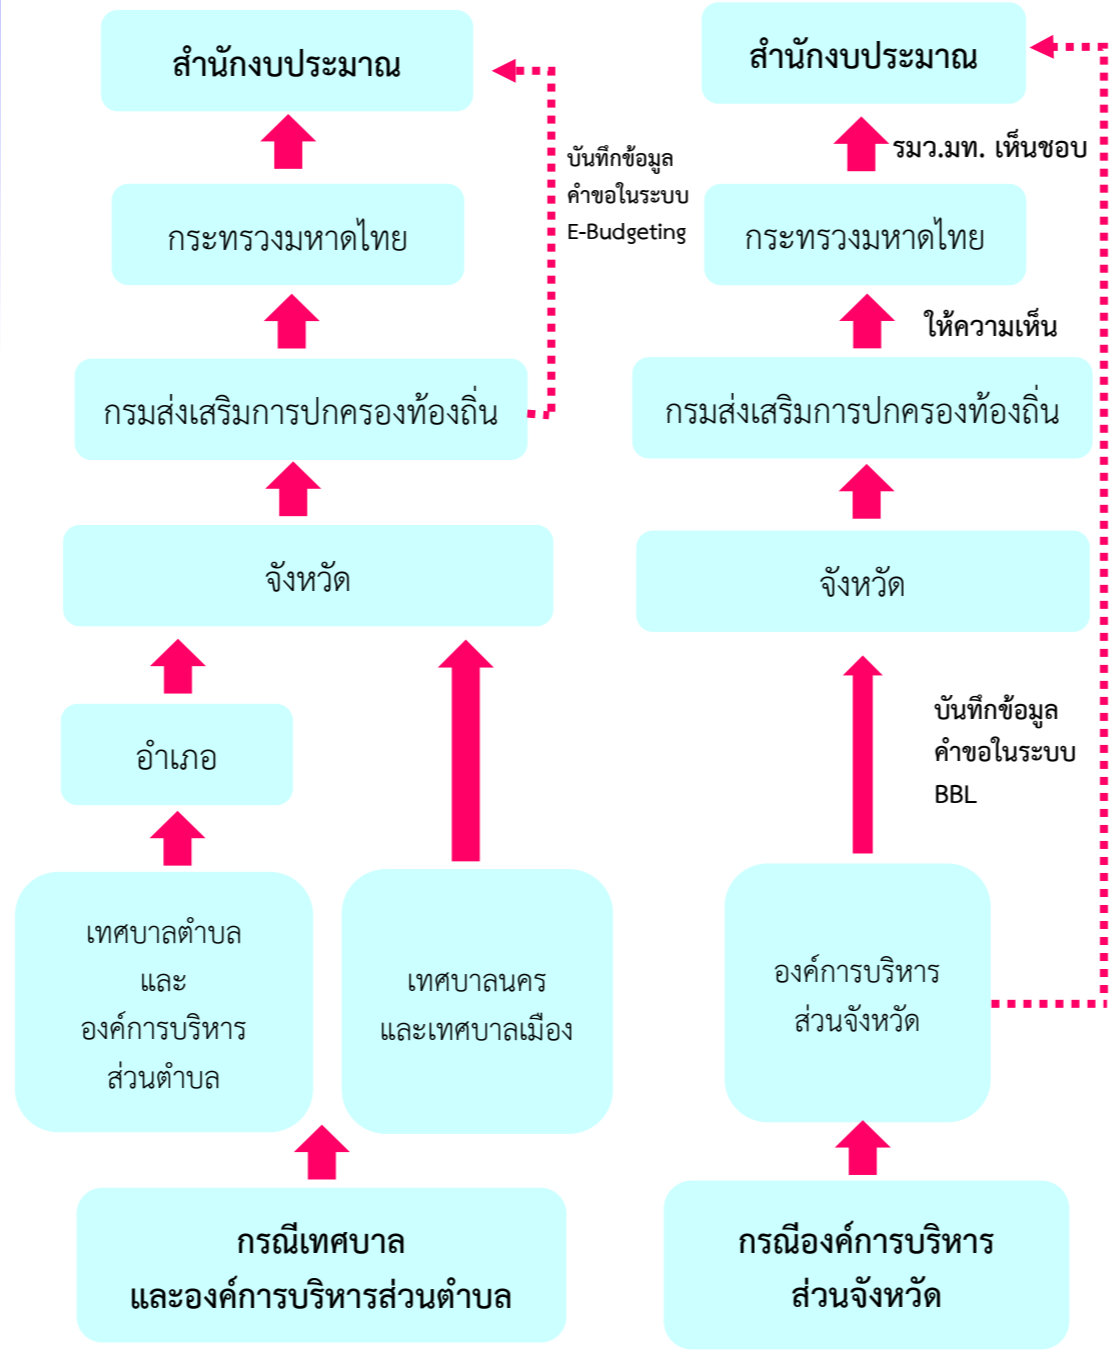 สำนักงบประมาณ
กระทรวงมหาดไทย
บันทึกข้อมูล
คำขอในระบบ
E-Budgeting
กรมส่งเสริมการปกครองท้องถิ่น
จังหวัด
อำเภอ
เทศบาลตำบล
และ
องค์การบริหาร
ส่วนตำบล
เทศบาลนคร
และเทศบาลเมือง
กรณีเทศบาล
และองค์การบริหารส่วนตำบล
สำนักงบประมาณ
รมว.มท. เห็นชอบ
กระทรวงมหาดไทย
ให้ความเห็น
กรมส่งเสริมการปกครองท้องถิ่น
จังหวัด
บันทึกข้อมูล
คำขอในระบบ
BBL
องค์การบริหาร
ส่วนจังหวัด
กรณีองค์การบริหาร
ส่วนจังหวัด